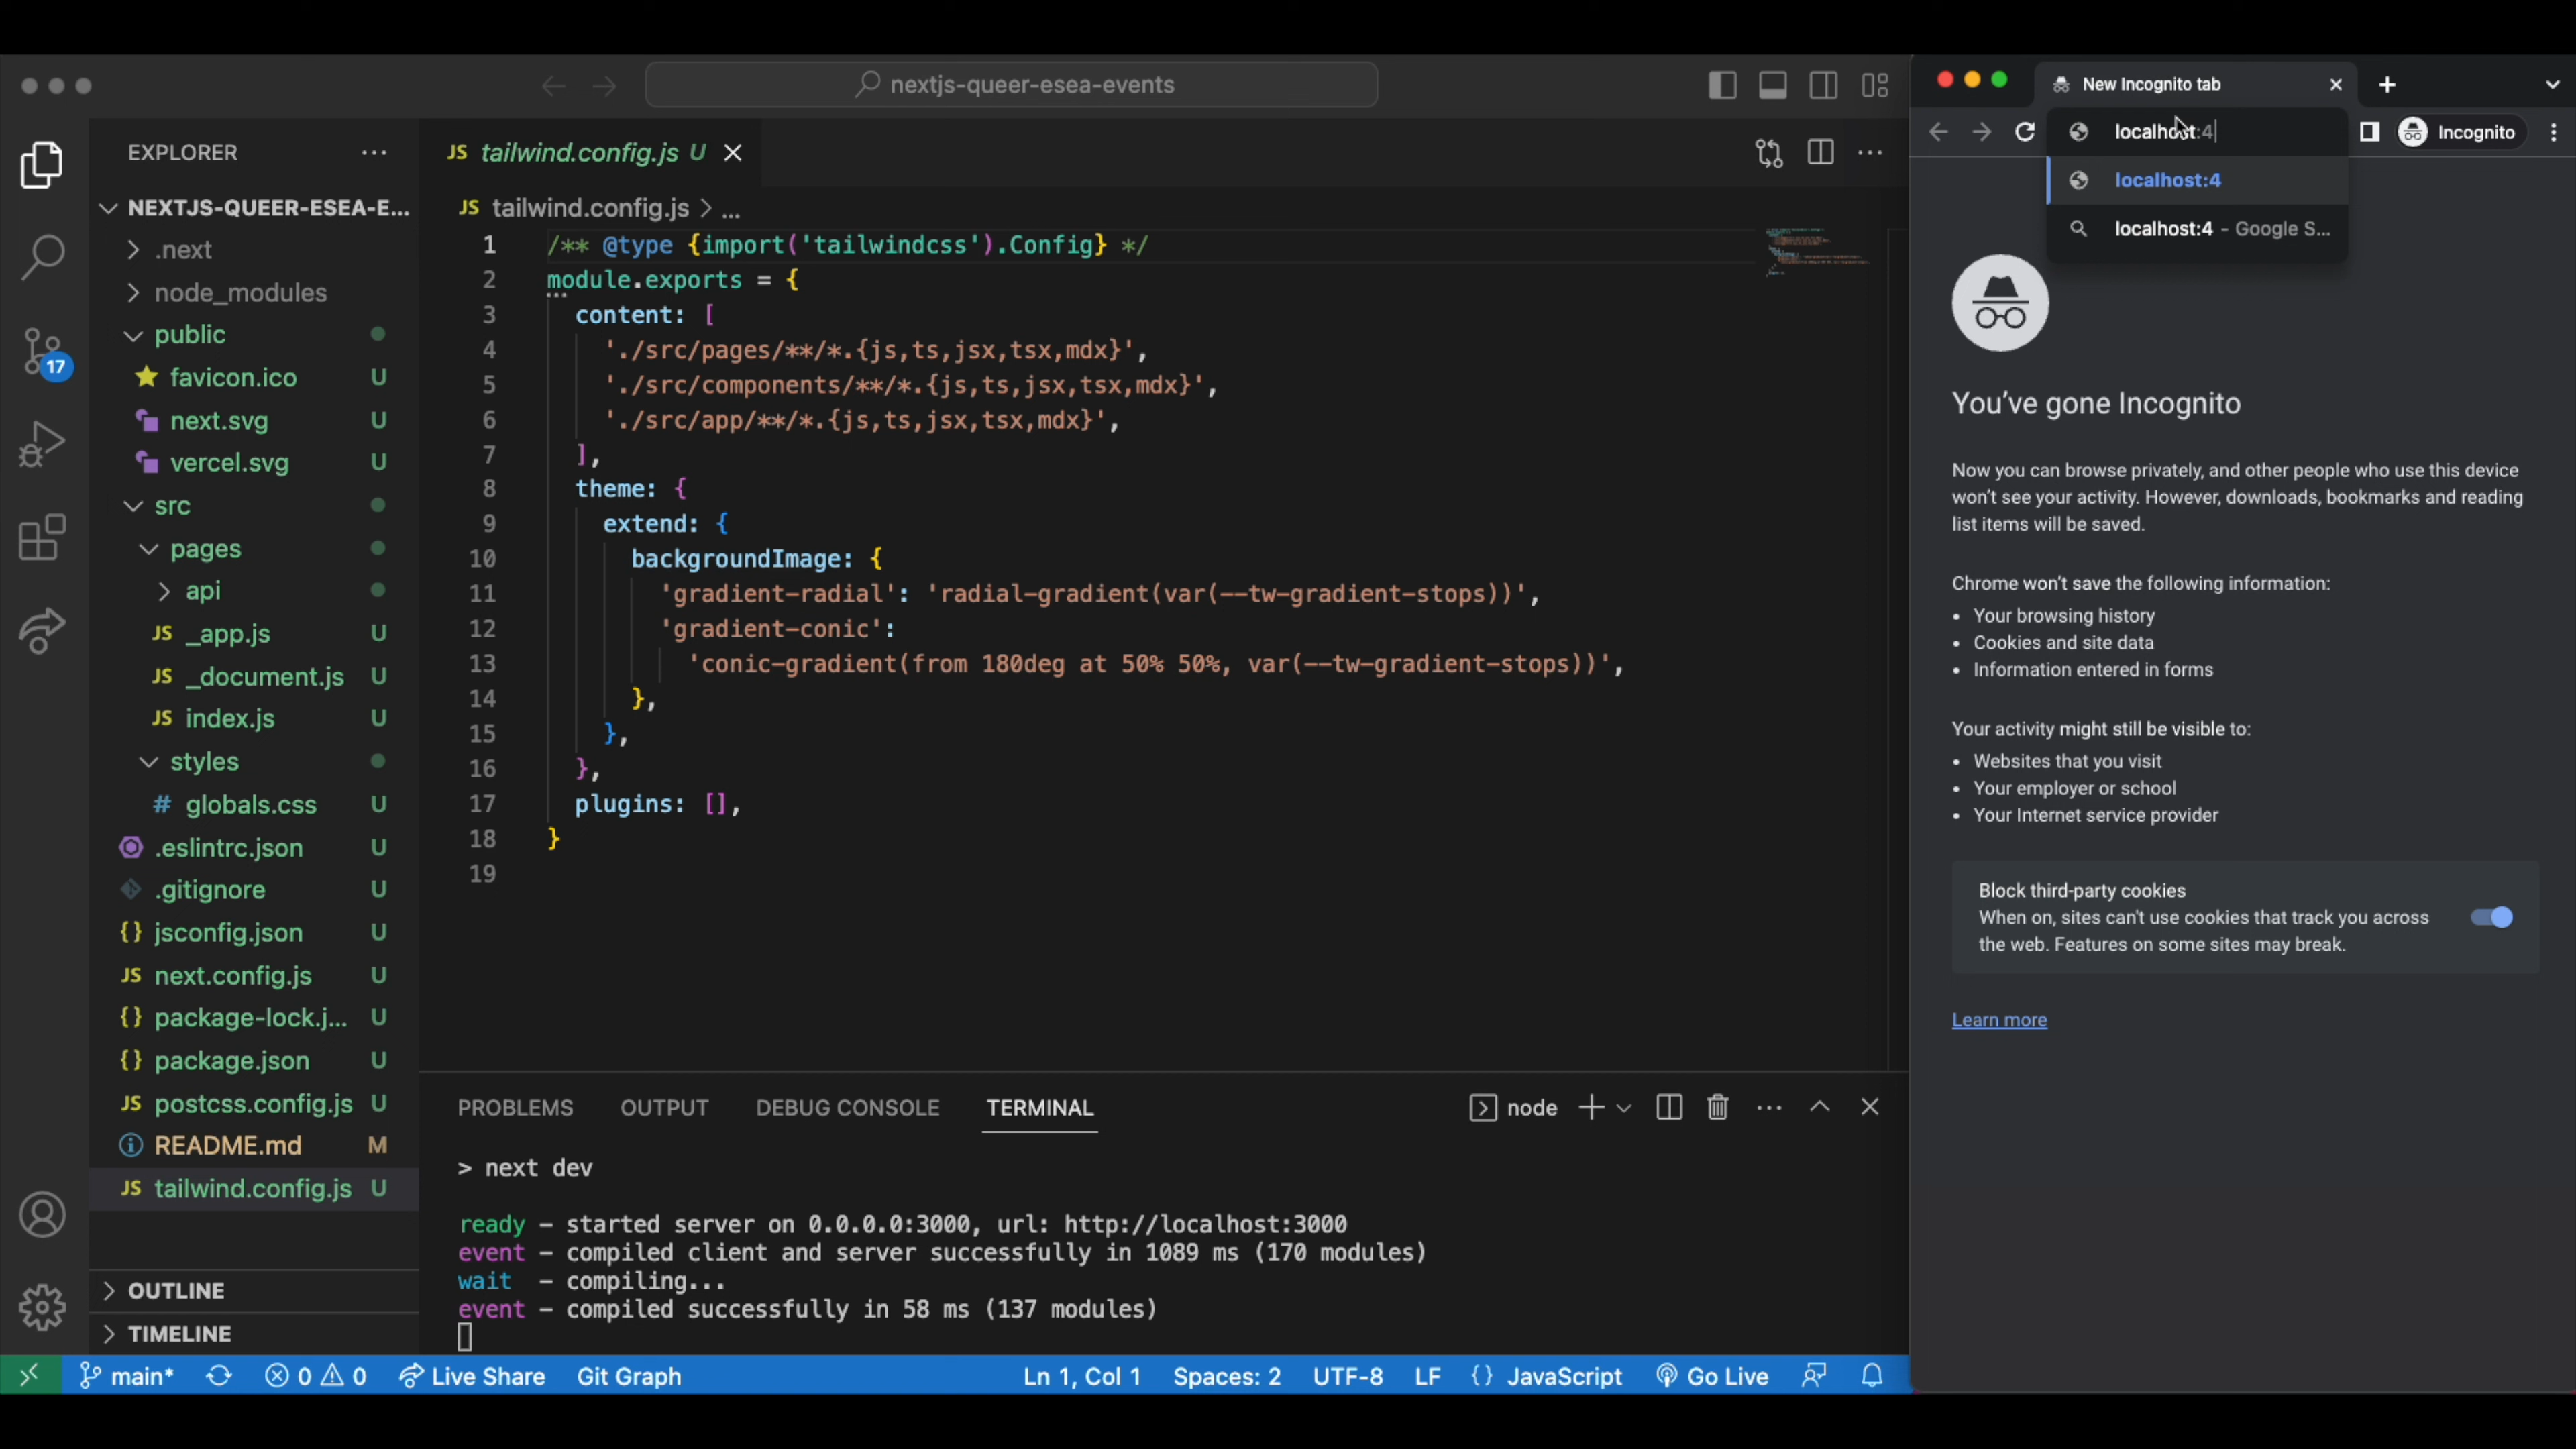 nextjs-queer-esea-events
EXPLORER
NEXTJS-QUEER-ESEA-E...
.next
node_modules
public
favicon.ico U
next.svg U
vercel.svg U
src
pages
api
JS _app.js U
JS _document.js U
JS index.js U
styles
# globals.css U
.eslintrc.json U
.gitignore U
{} jsconfig.json U
JS next.config.js U
{} package-lock.j... U
{} package.json U
JS postcss.config.js U
README.md M
JS tailwind.config.js U
OUTLINE
TIMELINE
17
JS tailwind.config.js U
JS tailwind.config.js > ...
1 /** @type {import('tailwindcss').Config} */
2 module.exports = {
3 content: [
4 './src/pages/**/*.{js,ts,jsx,tsx,mdx}',
5 './src/components/**/*.{js,ts,jsx,tsx,mdx}',
6 './src/app/**/*.{js,ts,jsx,tsx,mdx}',
7 ],
8 theme: {
9 extend: {
10 backgroundImage: {
11 'gradient-radial': 'radial-gradient(var(--tw-gradient-stops))',
12 'gradient-conic':
13 'conic-gradient(from 180deg at 50% 50%, var(--tw-gradient-stops))',
14 },
15 },
16 },
17 plugins: [],
18 }
19
PROBLEMS OUTPUT DEBUG CONSOLE TERMINAL node
> next dev
ready - started server on 0.0.0.0:3000, url: http://localhost:3000
event - compiled client and server successfully in 1089 ms (170 modules)
wait - compiling...
event - compiled successfully in 58 ms (137 modules)
main* 0 0 Live Share Git Graph Ln 1, Col 1 Spaces: 2 UTF-8 LF {} JavaScript Go Live
New Incognito tab
localhost:4 Incognito
localhost:4
localhost:4 - Google S...
You've gone Incognito
Now you can browse privately, and other people who use this device
won't see your activity. However, downloads, bookmarks and reading
list items will be saved.
Chrome won't save the following information:
• Your browsing history
• Cookies and site data
• Information entered in forms
Your activity might still be visible to:
• Websites that you visit
• Your employer or school
• Your Internet service provider
Block third-party cookies
When on, sites can't use cookies that track you across
the web. Features on some sites may break.
Learn more